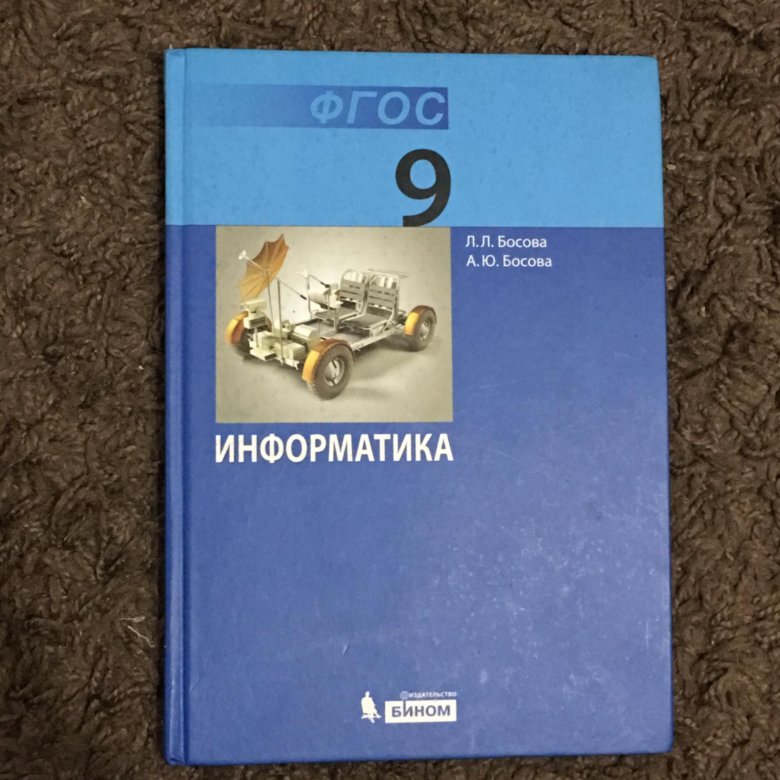 ФГОС
9
Л. Л. Босова
А. Ю. Босова
ИНФОРМАТИКА
ИЗДАТЕЛЬСТВО
БИНОМ